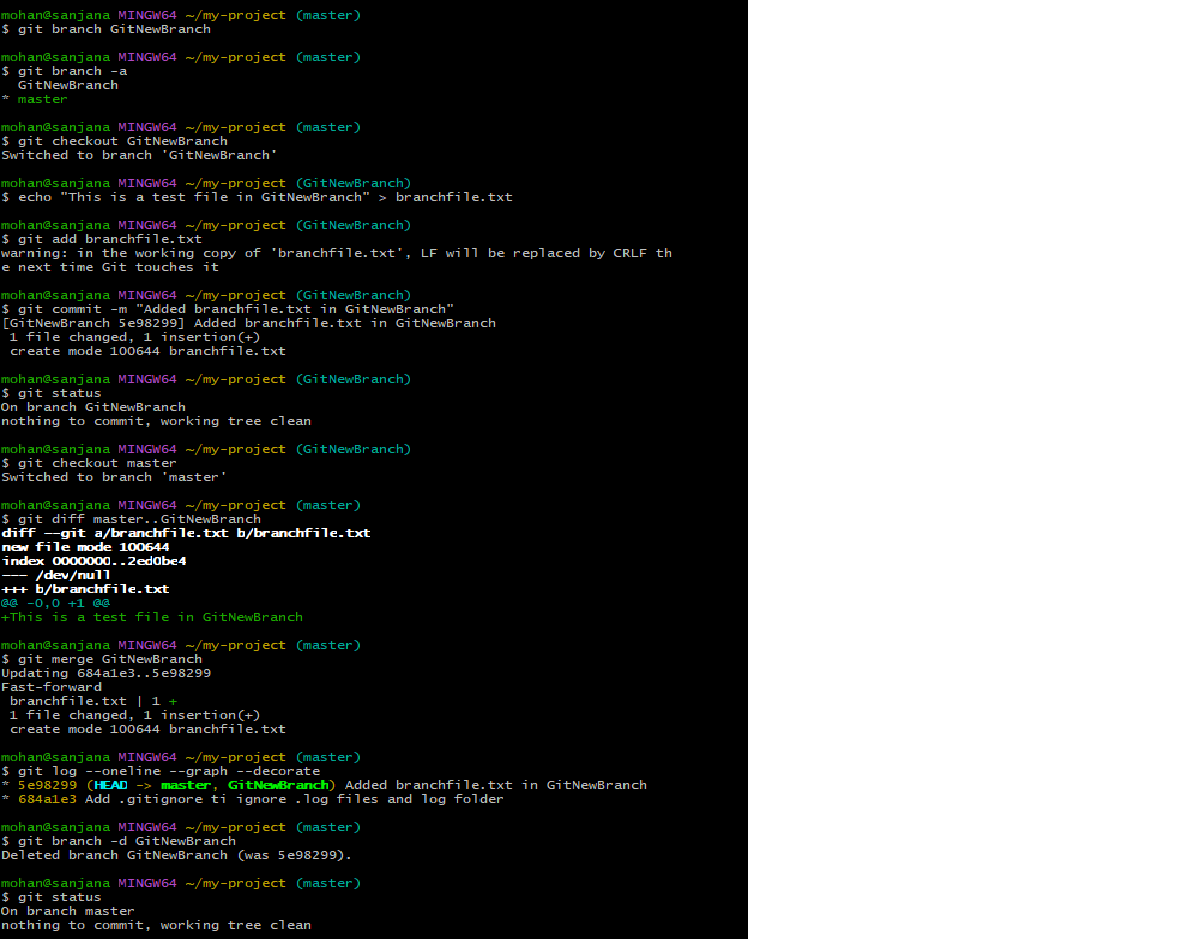 mohan@sanjana MINGW64 ~/my-project (master)
$ git branch GitNewBranch
mohan@sanjana MINGW64 ~/my-project (master)
$ git branch -a
  GitNewBranch
* master
mohan@sanjana MINGW64 ~/my-project (master)
$ git checkout GitNewBranch
Switched to branch 'GitNewBranch'
mohan@sanjana MINGW64 ~/my-project (GitNewBranch)
$ echo "This is a test file in GitNewBranch" > branchfile.txt
mohan@sanjana MINGW64 ~/my-project (GitNewBranch)
$ git add branchfile.txt
warning: in the working copy of 'branchfile.txt', LF will be replaced by CRLF th
e next time Git touches it
mohan@sanjana MINGW64 ~/my-project (GitNewBranch)
$ git commit -m "Added branchfile.txt in GitNewBranch"
[GitNewBranch 5e98299] Added branchfile.txt in GitNewBranch
 1 file changed, 1 insertion(+)
 create mode 100644 branchfile.txt
mohan@sanjana MINGW64 ~/my-project (GitNewBranch)
$ git status
On branch GitNewBranch
nothing to commit, working tree clean
mohan@sanjana MINGW64 ~/my-project (GitNewBranch)
$ git checkout master
Switched to branch 'master'
mohan@sanjana MINGW64 ~/my-project (master)
$ git diff master..GitNewBranch
diff --git a/branchfile.txt b/branchfile.txt
new file mode 100644
index 0000000..2ed0be4
--- /dev/null
+++ b/branchfile.txt
@@ -0,0 +1 @@
+This is a test file in GitNewBranch
mohan@sanjana MINGW64 ~/my-project (master)
$ git merge GitNewBranch
Updating 684a1e3..5e98299
Fast-forward
 branchfile.txt | 1 +
 1 file changed, 1 insertion(+)
 create mode 100644 branchfile.txt
mohan@sanjana MINGW64 ~/my-project (master)
$ git log --oneline --graph --decorate
* 5e98299 (HEAD -> master, GitNewBranch) Added branchfile.txt in GitNewBranch
* 684a1e3 Add .gitignore ti ignore .log files and log folder
mohan@sanjana MINGW64 ~/my-project (master)
$ git branch -d GitNewBranch
Deleted branch GitNewBranch (was 5e98299).
mohan@sanjana MINGW64 ~/my-project (master)
$ git status
On branch master
nothing to commit, working tree clean